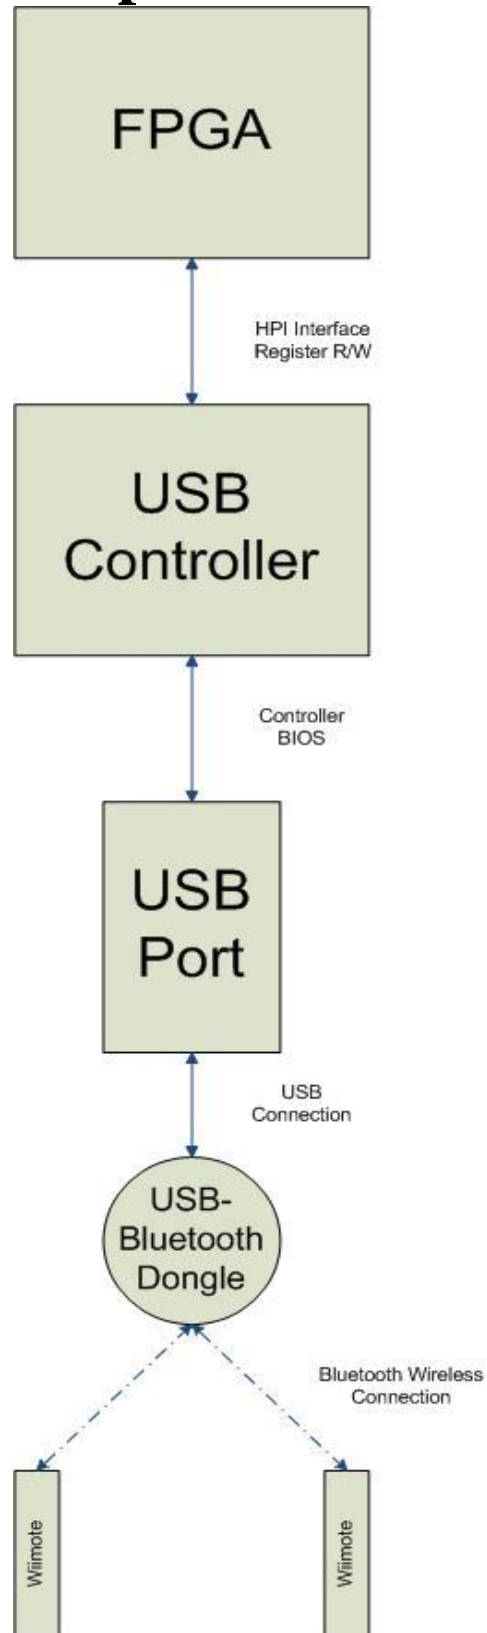 FPGA
HPI Interface
Register R/W
USB
Controller
Controller
BIOS
USB
Port
USB
Connection
USB-
Bluetooth
Dongle
Bluetooth Wireless
Connection
Wiimote
Wiimote